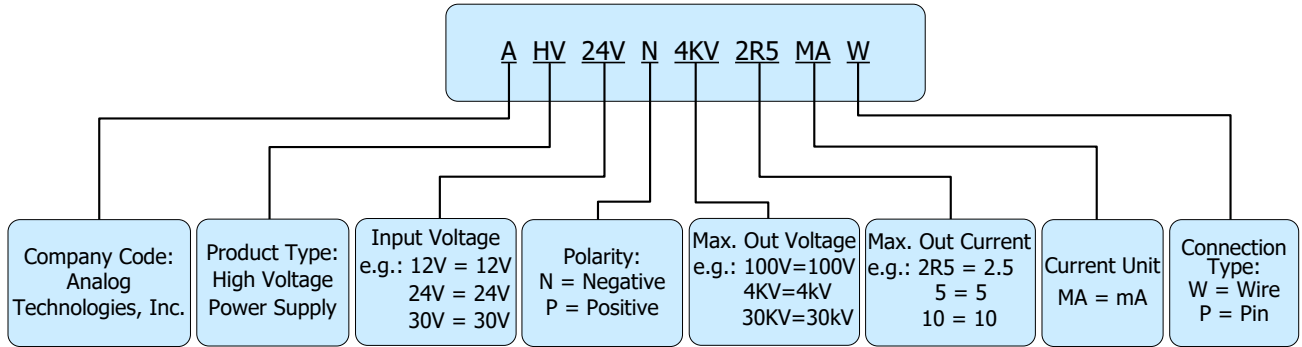 A HV 24V N 4KV 2R5 MA W
Company Code:
Analog
Technologies, Inc.
Product Type:
High Voltage
Power Supply
Input Voltage
e.g.: 12V = 12V
24V = 24V
30V = 30V
Polarity:
N = Negative
P = Positive
Max. Out Voltage
e.g.: 100V=100V
4KV=4kV
30KV=30kV
Max. Out Current
e.g.: 2R5 = 2.5
5 = 5
10 = 10
Current Unit
MA = mA
Connection
Type:
W = Wire
P = Pin